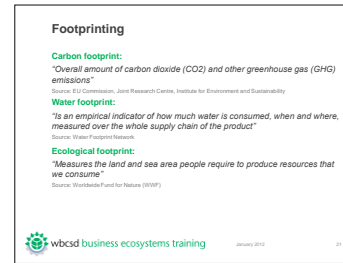 Footprinting
Carbon footprint:
"Overall amount of carbon dioxide (CO2) and other greenhouse gas (GHG)
emissions"
Source: EU Commission, Joint Research Centre, Institute for Environment and Sustainability
Water footprint:
"Is an empirical indicator of how much water is consumed, when and where,
measured over the whole supply chain of the product"
Source: Water Footprint Network
Ecological footprint:
"Measures the land and sea area people require to produce resources that
we consume"
Source: Worldwide Fund for Nature (WWF)
wbcsd business ecosystems training
January 2012
21